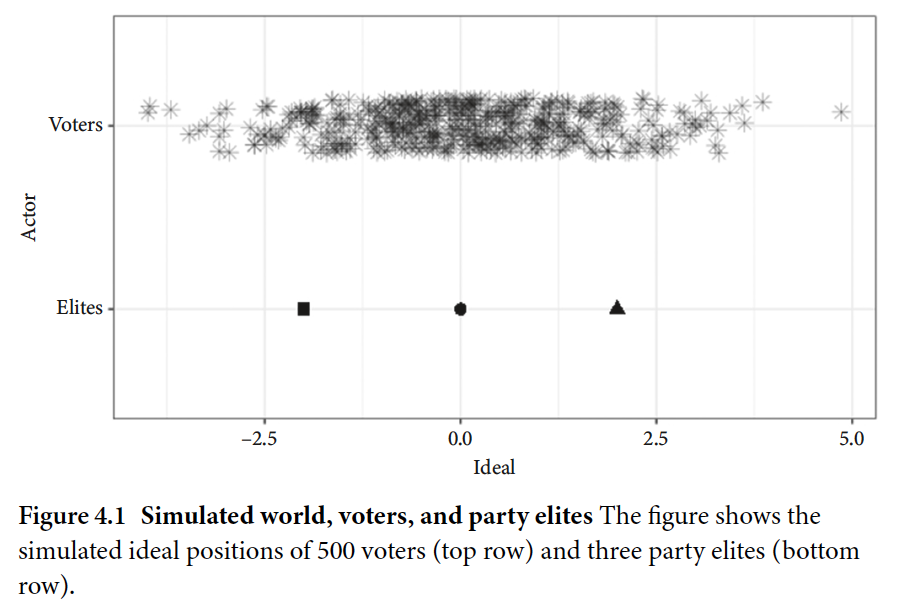 Voters
Actor
Elites
−2.5 0.0 2.5 5.0
Ideal
Figure 4.1 Simulated world, voters, and party elites The figure shows the
simulated ideal positions of 500 voters (top row) and three party elites (bottom
row).